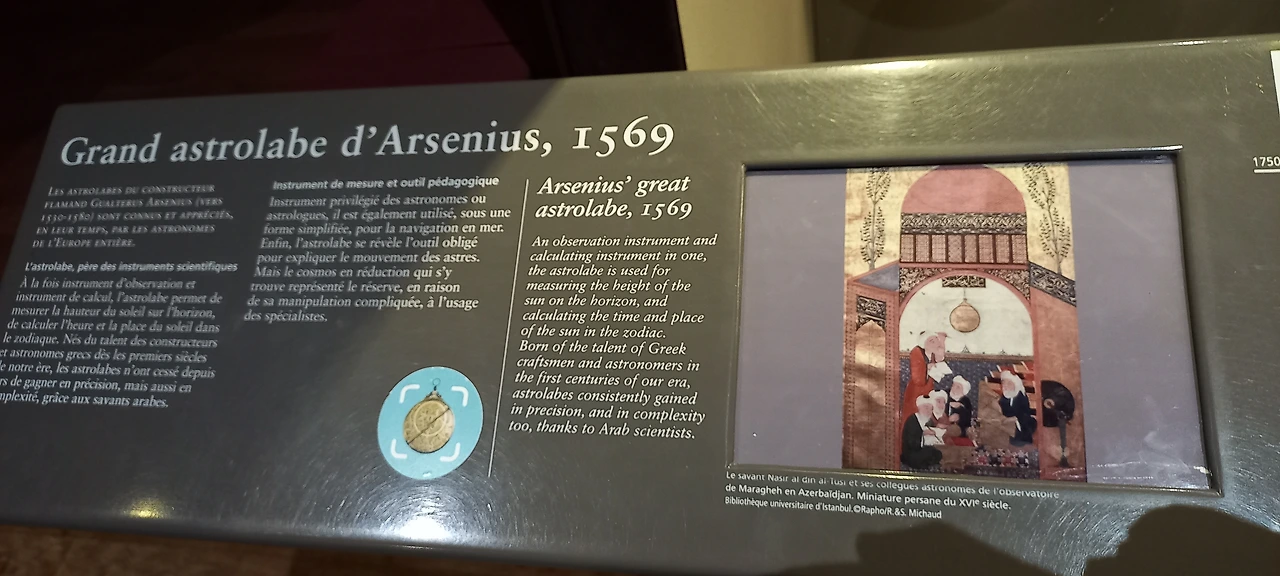 Grand astrolabe d'Arsenius, 1569
LES ASTROLABES DU CONSTRUCTEUR
FLAMAND GUALTERUS ARSENIUS (VERS
1530-1580) SONT CONNUS ET APPRÉCIÉS,
EN LEUR TEMPS, PAR LES ASTRONOMES
DE L'EUROPE ENTIÈRE.
L'astrolabe, père des instruments scientifiques
À la fois instrument d'observation et
instrument de calcul, l'astrolabe permet de
mesurer la hauteur du soleil sur l'horizon,
de calculer l'heure et la place du soleil dans
le zodiaque. Nés du talent des constructeurs
et astronomes grecs dès les premiers siècles
notre ère, les astrolabes n'ont cessé depuis
de gagner en précision, mais aussi en
grâce aux savants arabes.
Instrument de mesure et outil pédagogique
Instrument privilégié des astronomes ou
astrologues, il est également utilisé, sous une
forme simplifiée, pour la navigation en mer.
Enfin, l'astrolabe se révèle l'outil obligé
pour expliquer le mouvement des astres.
Mais le cosmos en réduction qui s'y
trouve représenté le réserve, en raison
de sa manipulation compliquée, à l'usage
des spécialistes.
Arsenius' great
astrolabe, 1569
An observation instrument and
calculating instrument in one,
the astrolabe is used for
measuring the height of the
sun on the horizon, and
calculating the time and place
of the sun in the zodiac.
Born of the talent of Greek
craftsmen and astronomers in
the first centuries of our era,
astrolabes consistently gained
in precision, and in complexity
too, thanks to Arab scientists.
Le savant Nasir al din al-Tusi et ses collègues astronomes de l'observatoire
de Maragheh en Azerbaïdjan. Miniature persane du XVIe siècle.
Bibliothèque universitaire d'Istanbul.©Rapho/R.&S. Michaud
1750